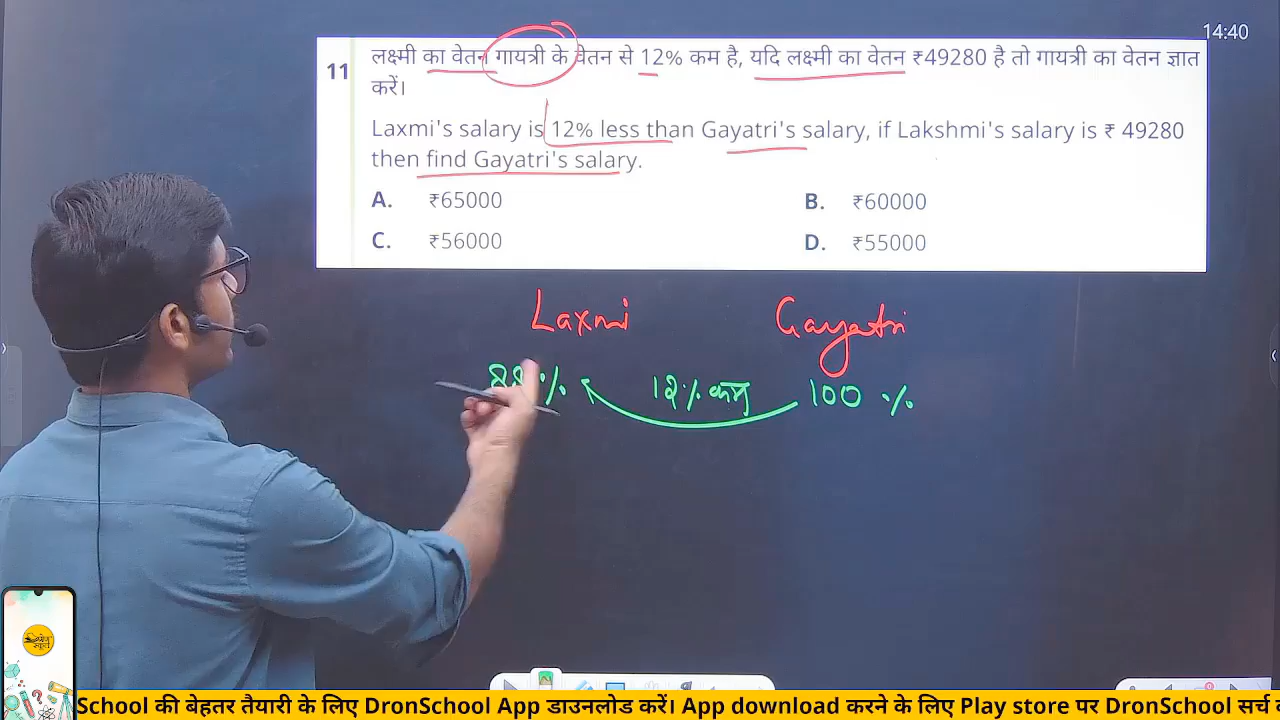 14:40
11
लक्ष्मी का वेतन गायत्री के वेतन से 12% कम है, यदि लक्ष्मी का वेतन ₹49280 है तो गायत्री का वेतन ज्ञात
करें।
Laxmi's salary is 12% less than Gayatri's salary, if Lakshmi's salary is ₹ 49280
then find Gayatri's salary.
A. ₹65000
B. ₹60000
C. ₹56000
D. ₹55000
Laxmi Gayatri
88% 12% कम 100 %
School की बेहतर तैयारी के लिए DronSchool App डाउनलोड करें। App download करने के लिए Play store पर DronSchool सर्च